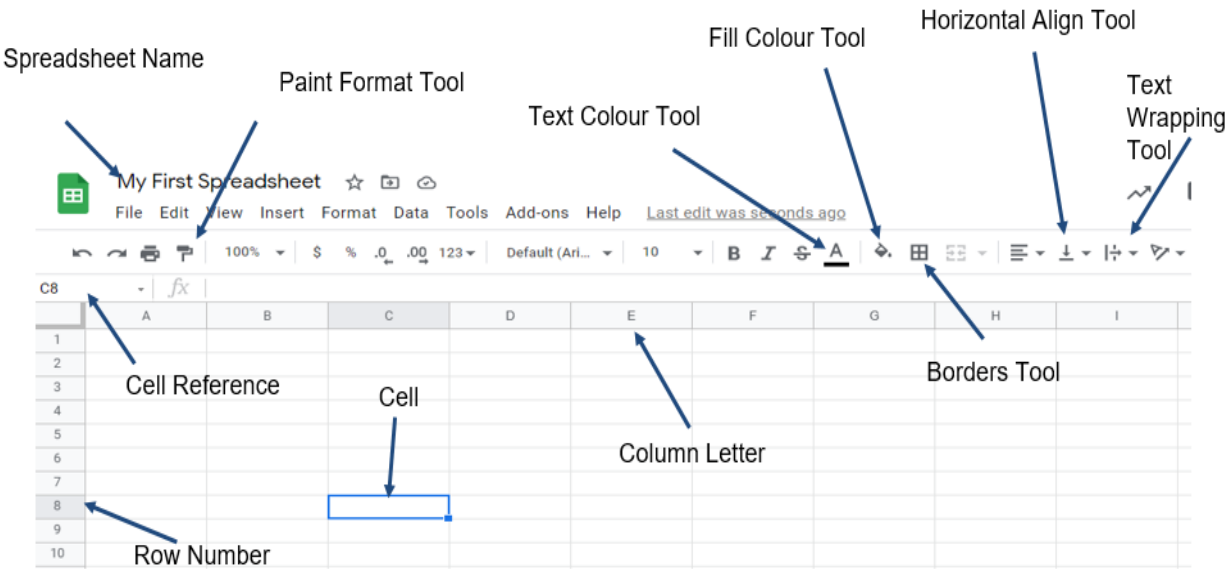 Horizontal Align Tool
Fill Colour Tool
Spreadsheet Name
Paint Format Tool
Text
Wrapping
Tool
Text Colour Tool
My First Spreadsheet
File Edit View Insert Format Data Tools Add-ons Help Last edit was seconds ago
100% $ % .0 .00 123 Default (Ari... 10 B I S A
C8 fx
A B C D E F G H I
1
2
3
4
5
6
7
8
9
10
Borders Tool
Cell Reference
Cell
Column Letter
Row Number